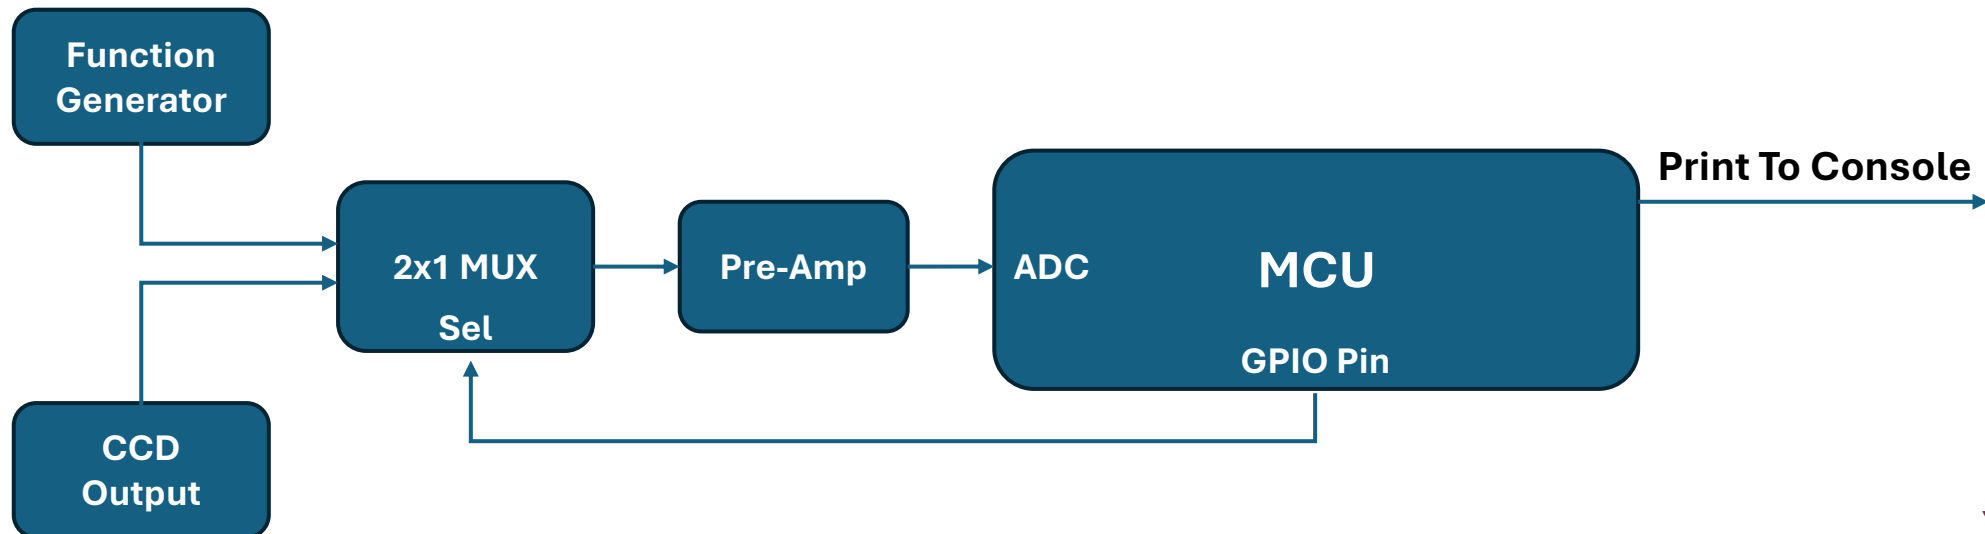 Function
Generator
Print To Console
2x1 MUX
Sel
Pre-Amp
ADC
MCU
GPIO Pin
CCD
Output